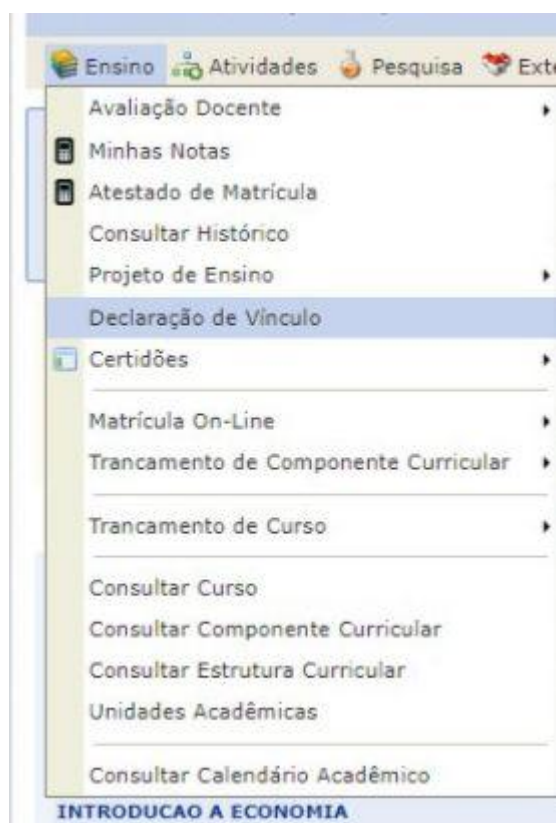 Ensino Atividades Pesquisa
Avaliação Docente
Minhas Notas
Atestado de Matrícula
Consultar Histórico
Projeto de Ensino
Declaração de Vínculo
Certidões
Matrícula On-Line
Trancamento de Componente Curricular
Trancamento de Curso
Consultar Curso
Consultar Componente Curricular
Consultar Estrutura Curricular
Unidades Acadêmicas
Consultar Calendário Acadêmico
INTRODUCAO A ECONOMIA